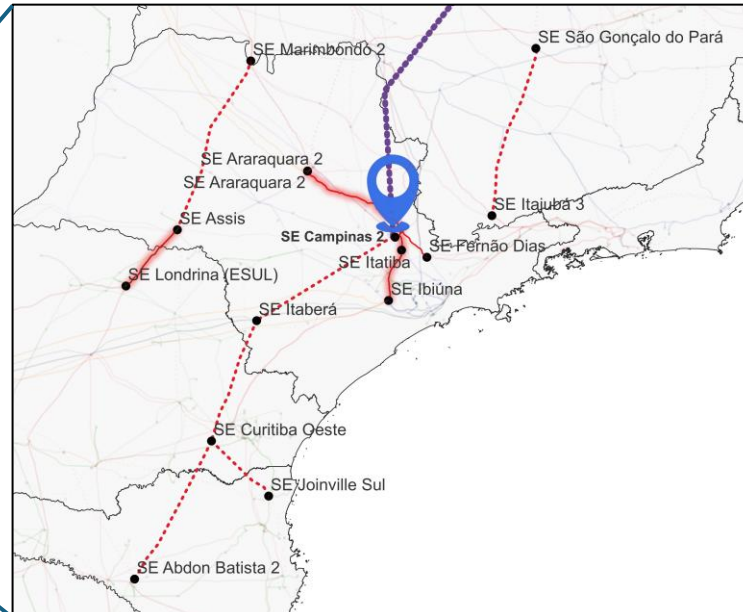 SE Marimbondo 2
SE São Gonçalo do Pará
SE Araraquara 2
SE Araraquara 2
SE Assis
SE Itajubá 3
SE Campinas 2
SE Fernão Dias
SE Itatiba
SE Londrina (ESUL)
SE Ibiúna
SE Itaberá
SE Curitiba Oeste
SE Joinville Sul
SE Abdon Batista 2